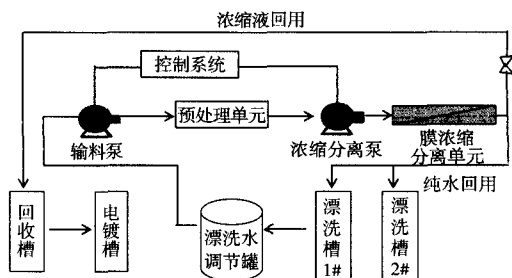 浓缩液回用
控制系统
预处理单元
输料泵
浓缩分离泵
膜浓缩
分离单元
纯水回用
回收槽
电镀槽
漂洗水
调节罐
漂洗槽1#
漂洗槽2#